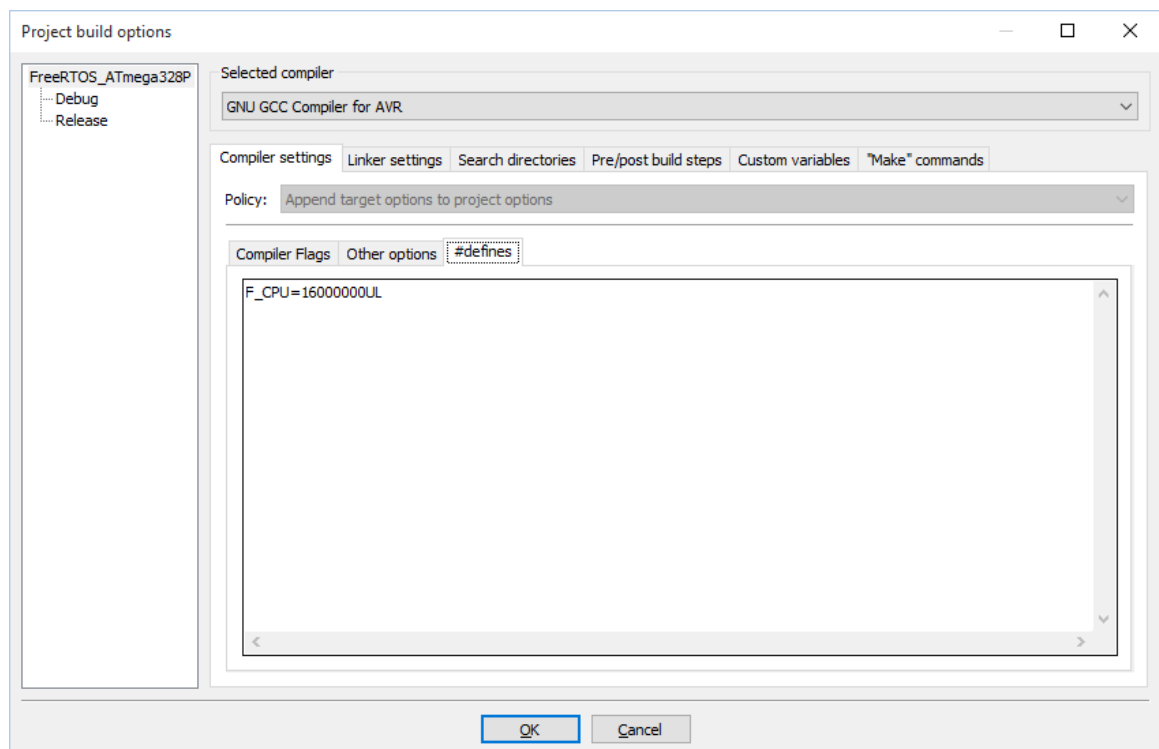 Project build options
FreeRTOS_ATmega328P
Debug
Release
Selected compiler
GNU GCC Compiler for AVR
Compiler settings Linker settings Search directories Pre/post build steps Custom variables "Make" commands
Policy: Append target options to project options
Compiler Flags Other options #defines
F_CPU=16000000UL
OK Cancel